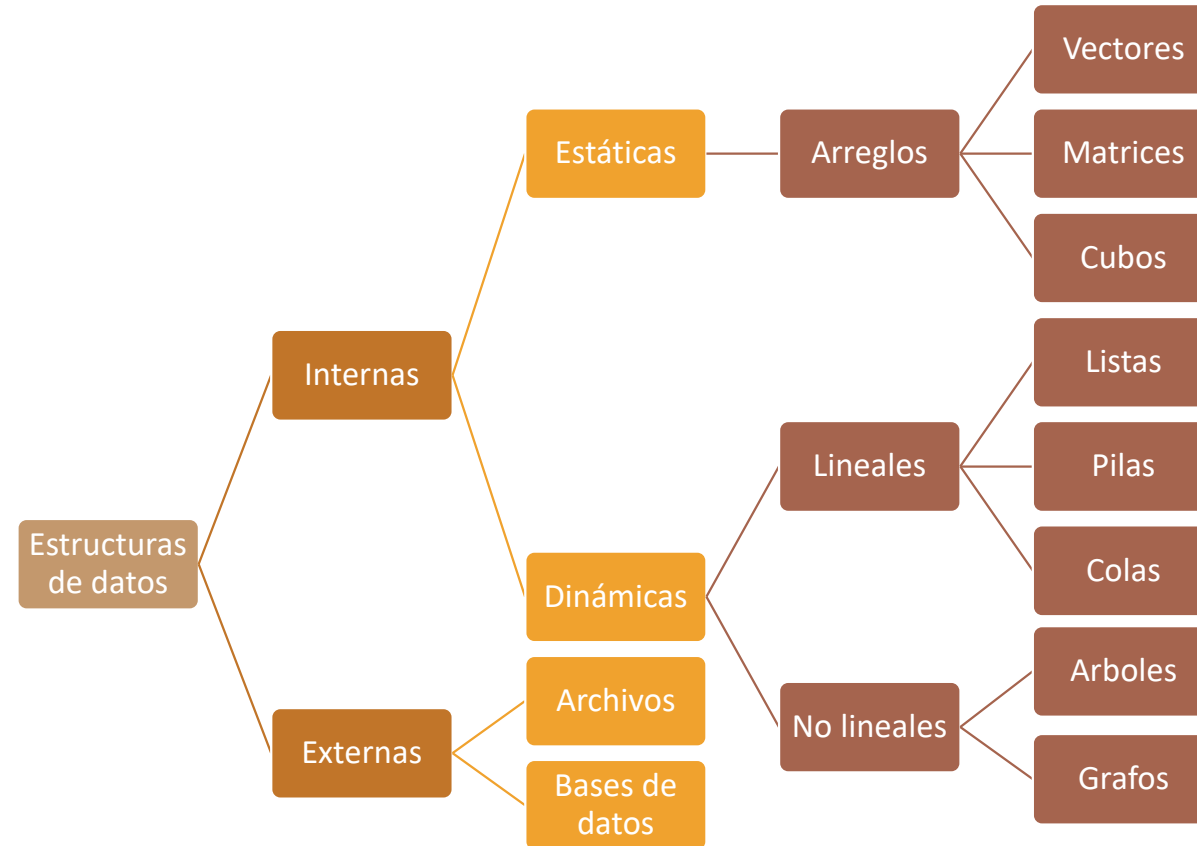 Estructuras
de datos
Internas
Estáticas
Arreglos
Vectores
Matrices
Cubos
Dinámicas
Lineales
Listas
Pilas
Colas
No lineales
Arboles
Grafos
Externas
Archivos
Bases de
datos